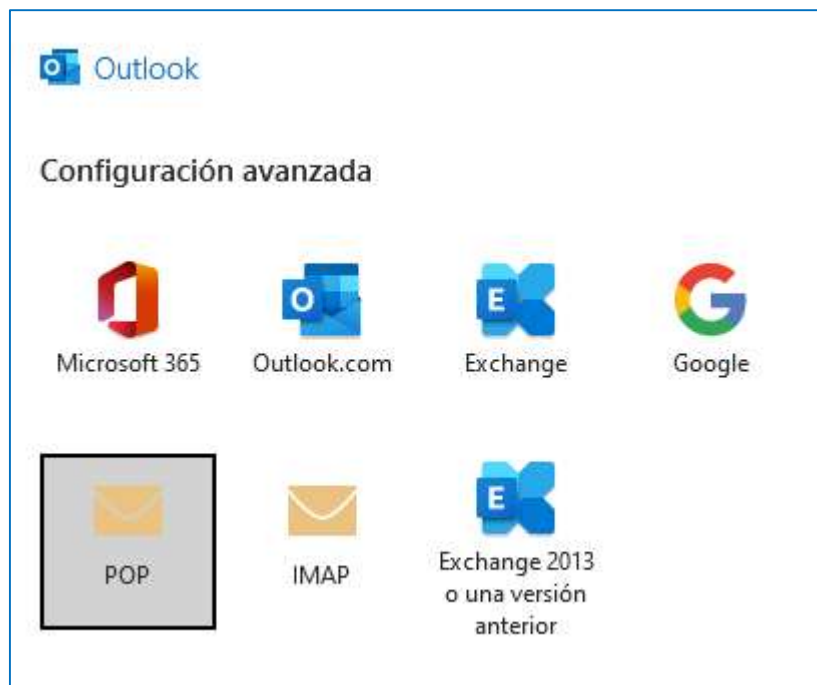 Outlook
Configuración avanzada
Microsoft 365
Outlook.com
Exchange
Google
POP
IMAP
Exchange 2013
o una versión
anterior